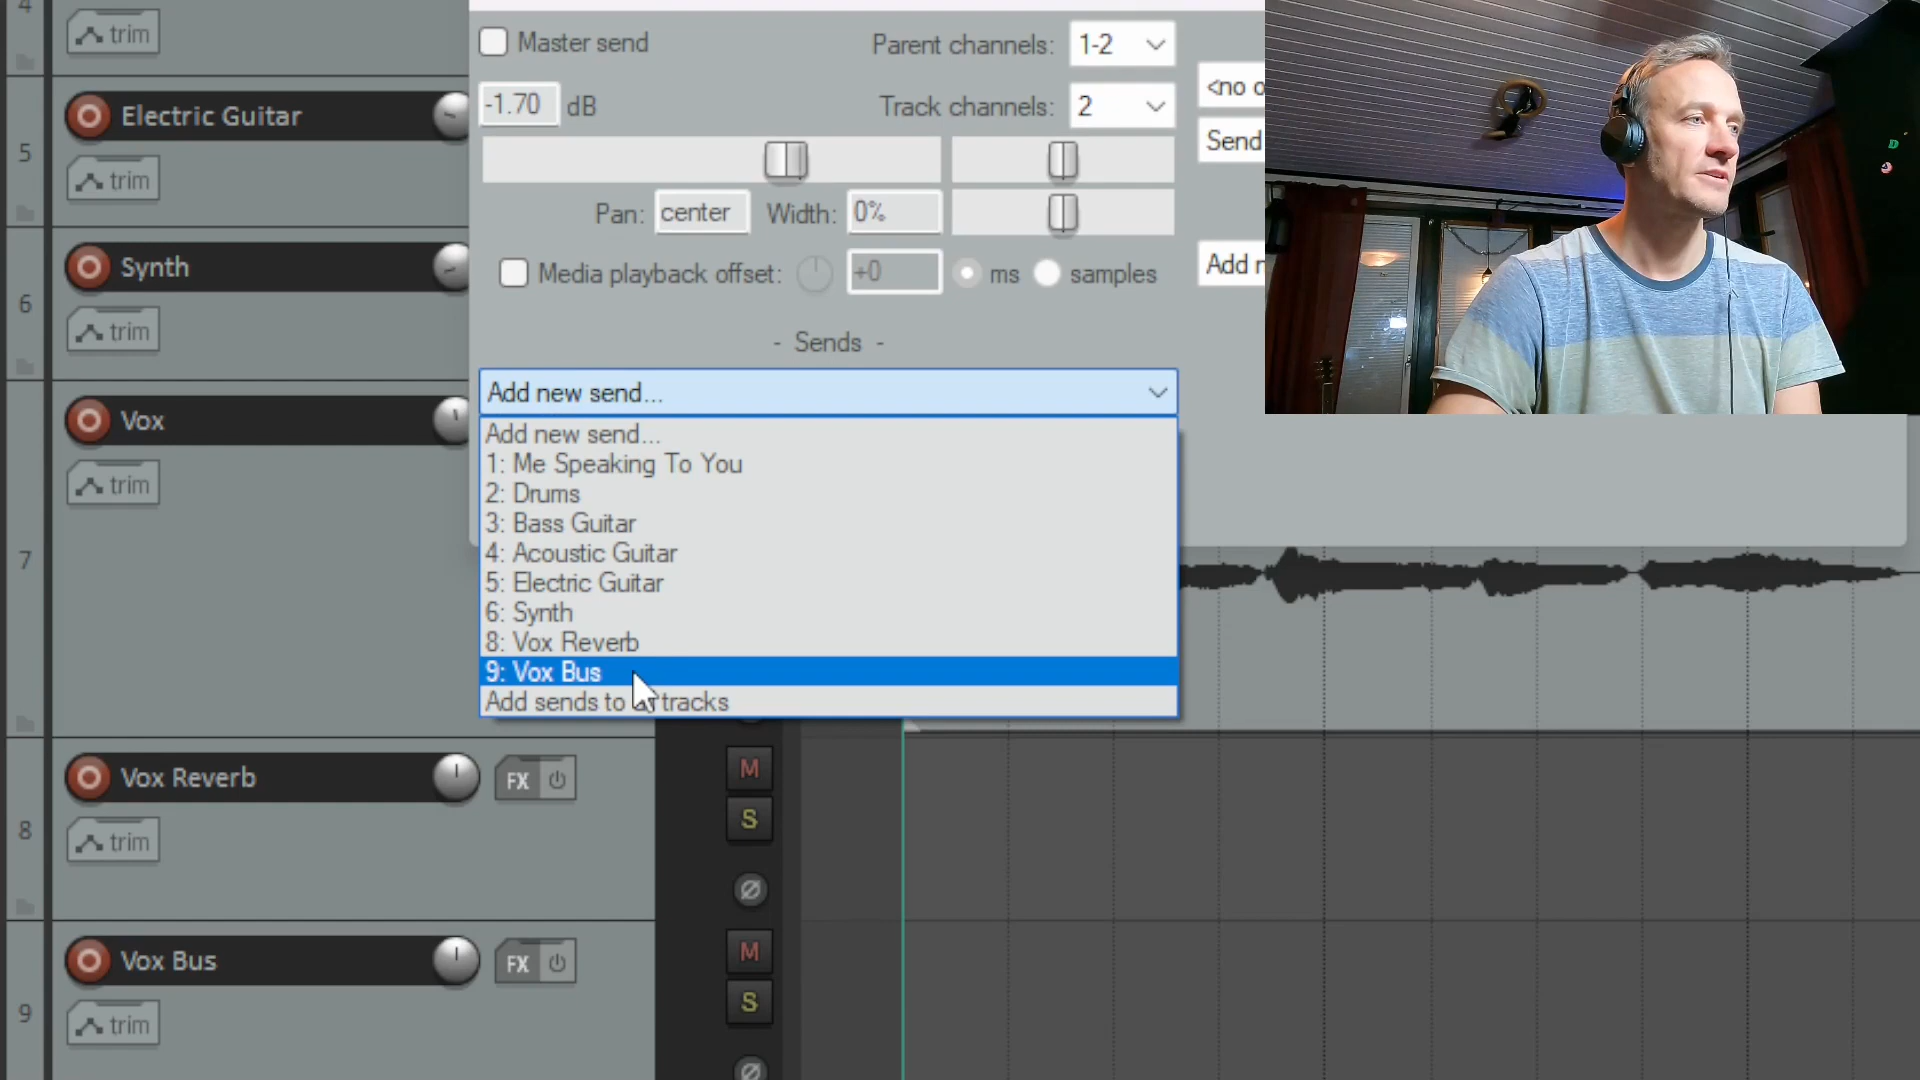 4
trim
Electric Guitar
5
trim
Synth
6
trim
Vox
trim
7
Vox Reverb
FX
trim
8
M
S
Vox Bus
FX
trim
9
M
S
Master send
Parent channels: 1-2
-1.70 dB
Track channels: 2
<no o
Send
Pan: center Width: 0%
Media playback offset: +0 ms samples
Add n
- Sends -
Add new send...
Add new send...
1: Me Speaking To You
2: Drums
3: Bass Guitar
4: Acoustic Guitar
5: Electric Guitar
6: Synth
8: Vox Reverb
9: Vox Bus
Add sends to tracks